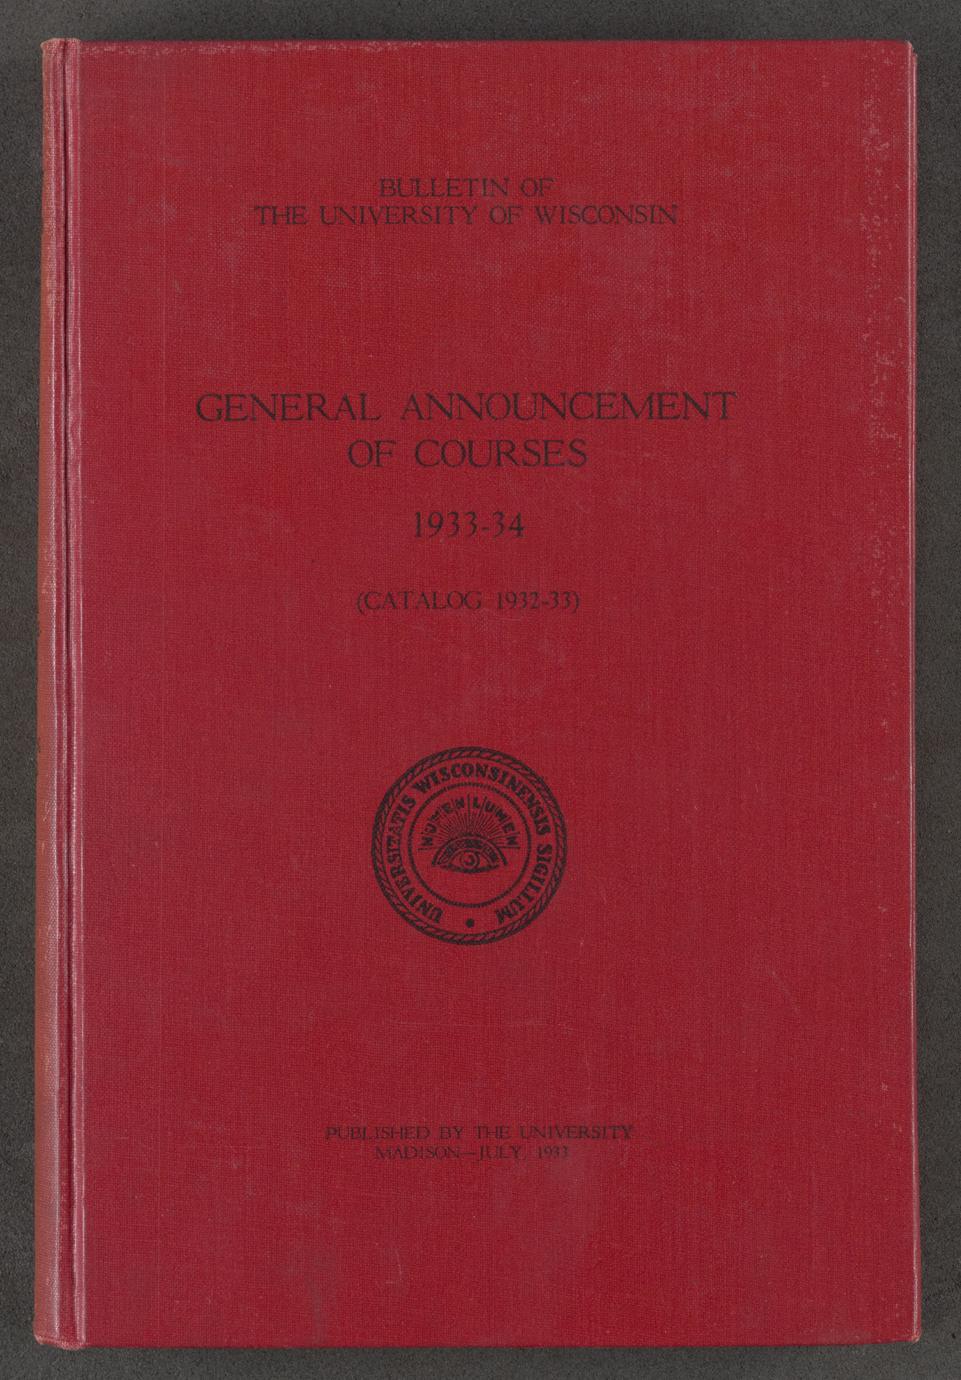 BULLETIN OF
THE UNIVERSITY OF WISCONSIN
GENERAL ANNOUNCEMENT
OF COURSES
1933-34
(CATALOG 1932-33)
UNIVERSITATIS WISCONSINENSIS SIGILLUM
NUMEN LUMEN
PUBLISHED BY THE UNIVERSITY
MADISON—JULY, 1933